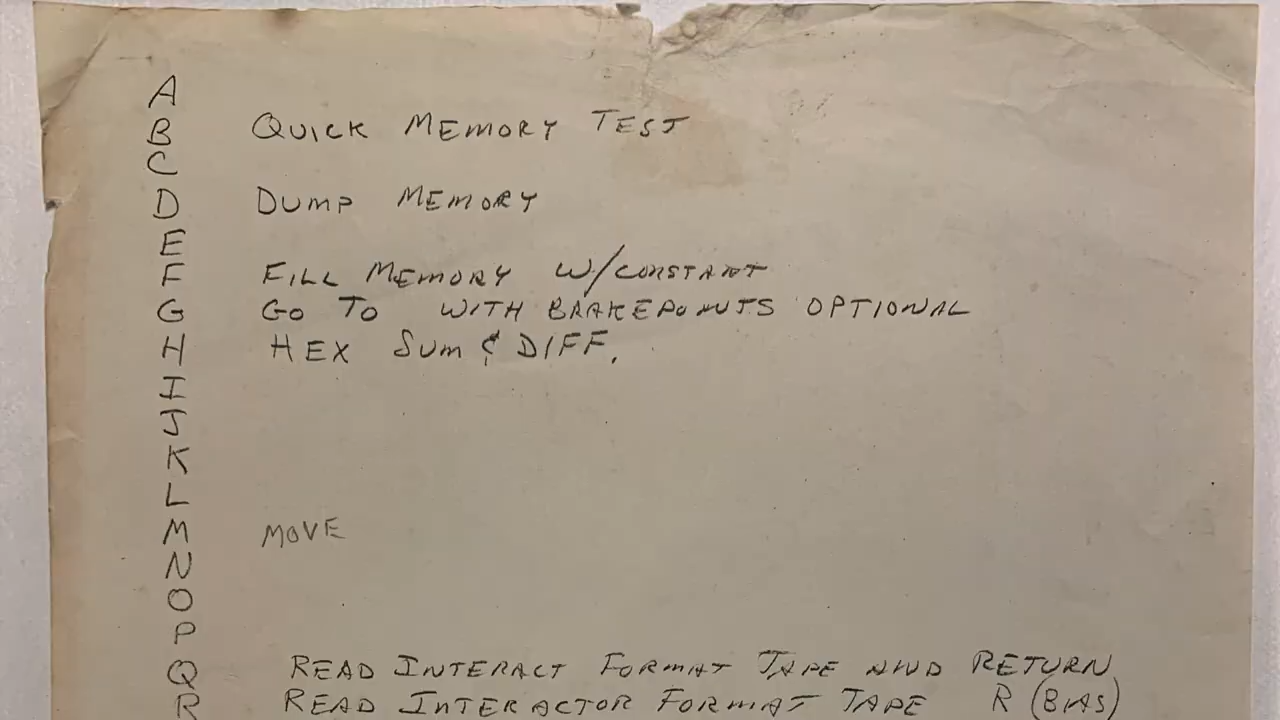 A
B QUICK MEMORY TEST
C
D DUMP MEMORY
E
F FILL MEMORY W/CONSTANT
G GO TO WITH BRAKEPONUTS OPTIONAL
H HEX SUM & DIFF.
I
J
K
L
M MOVE
N
O
P
Q READ INTERACT FORMAT TAPE AND RETURN
R READ INTERACTOR FORMAT TAPE R (BIAS)